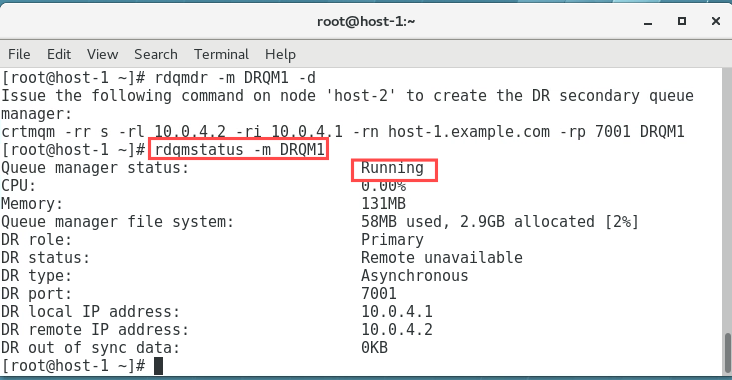 root@host-1:~
File Edit View Search Terminal Help
[root@host-1 ~]# rdqmdr -m DRQM1 -d
Issue the following command on node 'host-2' to create the DR secondary queue
manager:
crtmqm -rr s -rl 10.0.4.2 -ri 10.0.4.1 -rn host-1.example.com -rp 7001 DRQM1
[root@host-1 ~]# rdqmstatus -m DRQM1
Queue manager status: Running
CPU: 0.00%
Memory: 131MB
Queue manager file system: 58MB used, 2.9GB allocated [2%]
DR role: Primary
DR status: Remote unavailable
DR type: Asynchronous
DR port: 7001
DR local IP address: 10.0.4.1
DR remote IP address: 10.0.4.2
DR out of sync data: 0KB
[root@host-1 ~]#